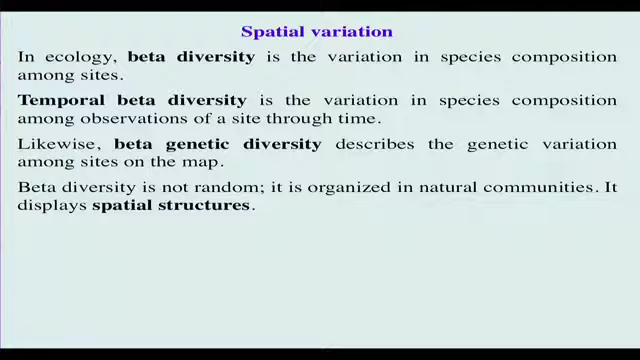 Spatial variation
In ecology, beta diversity is the variation in species composition
among sites.
Temporal beta diversity is the variation in species composition
among observations of a site through time.
Likewise, beta genetic diversity describes the genetic variation
among sites on the map.
Beta diversity is not random; it is organized in natural communities. It
displays spatial structures.